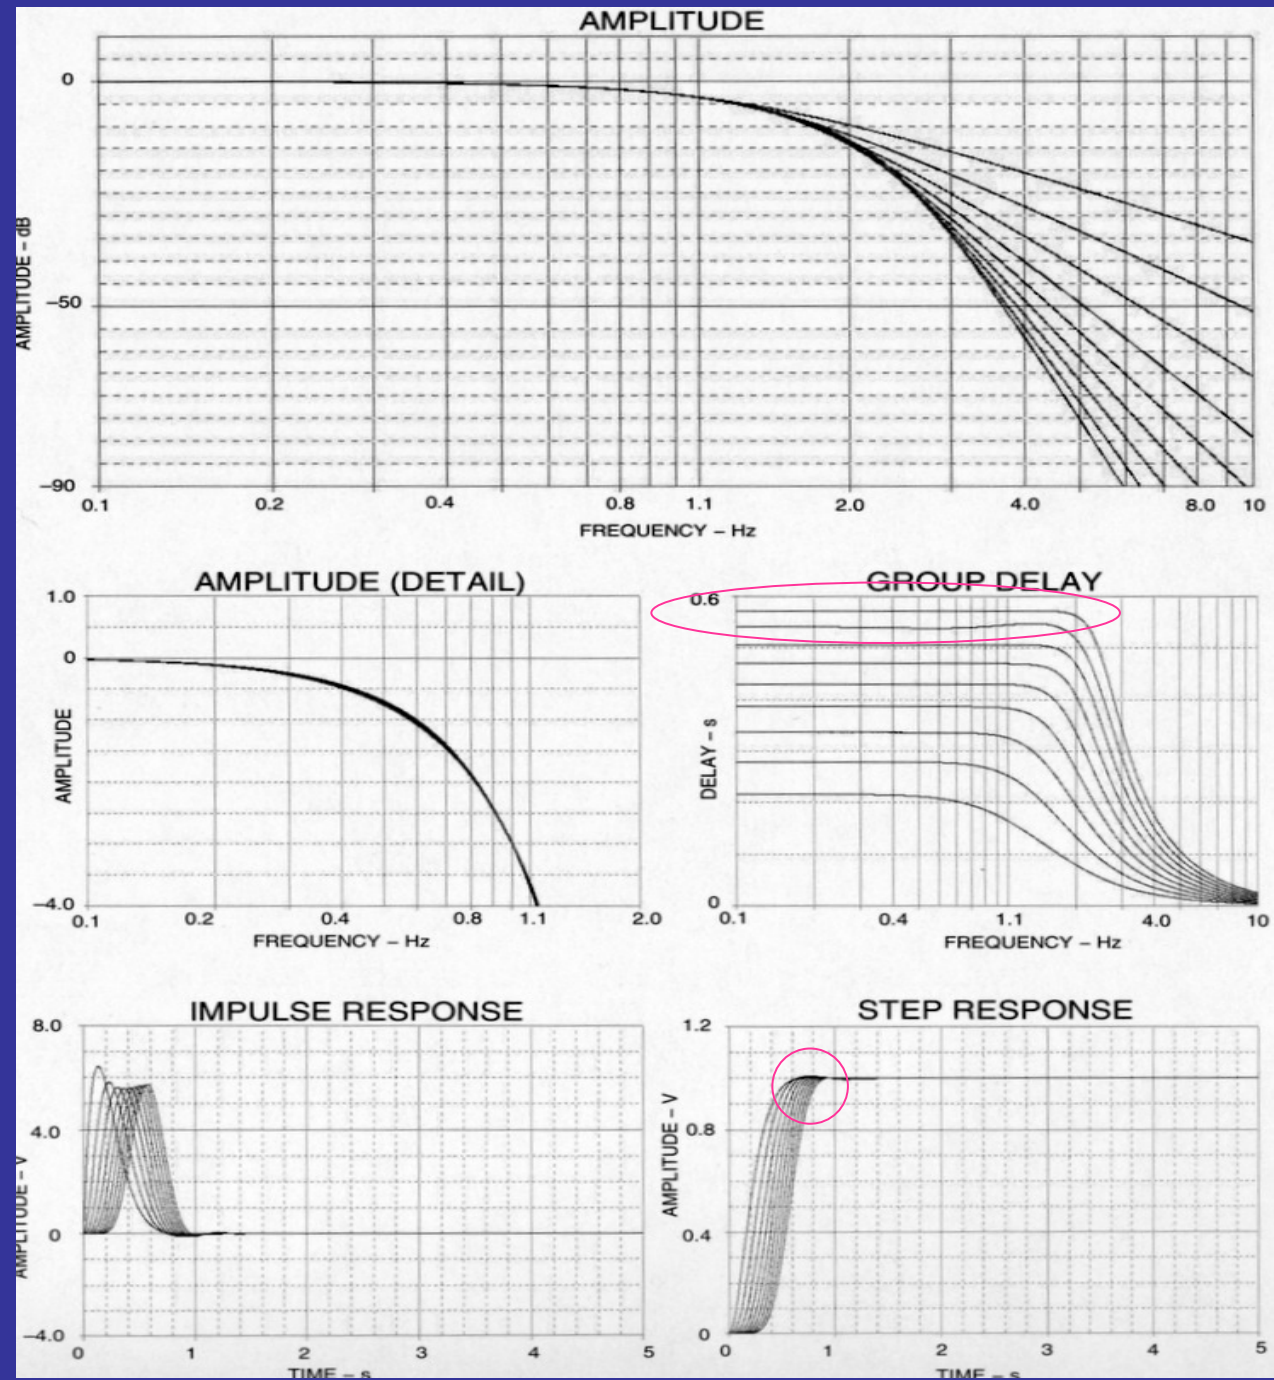 AMPLITUDE
0
AMPLITUDE – dB
–50
–90
0.1 0.2 0.4 0.8 1.1 2.0 4.0 8.0 10
FREQUENCY – Hz
AMPLITUDE (DETAIL)
1.0
0
AMPLITUDE
–4.0
0.1 0.2 0.4 0.8 1.1 2.0
FREQUENCY – Hz
GROUP DELAY
0.6
DELAY – s
0
0.1 0.4 1.1 4.0 10
FREQUENCY – Hz
IMPULSE RESPONSE
8.0
4.0
AMPLITUDE – V
0
–4.0
0 1 2 3 4 5
TIME – s
STEP RESPONSE
1.2
AMPLITUDE – V
0.8
0.4
0
0 1 2 3 4 5
TIME – s